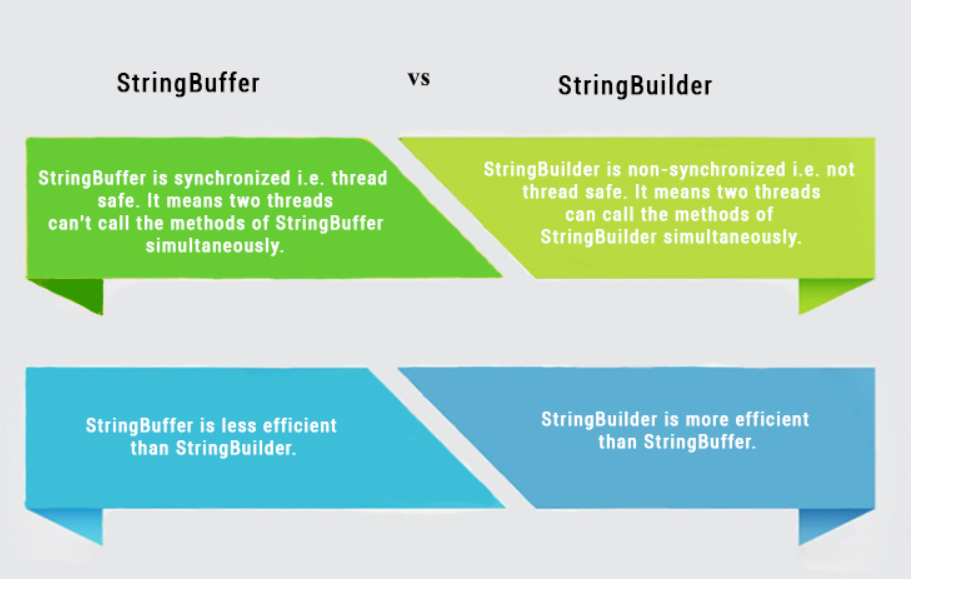 StringBuffer vs StringBuilder
StringBuffer is synchronized i.e. thread
safe. It means two threads
can't call the methods of StringBuffer
simultaneously.
StringBuilder is non-synchronized i.e. not
thread safe. It means two threads
can call the methods of
StringBuilder simultaneously.
StringBuffer is less efficient
than StringBuilder.
StringBuilder is more efficient
than StringBuffer.